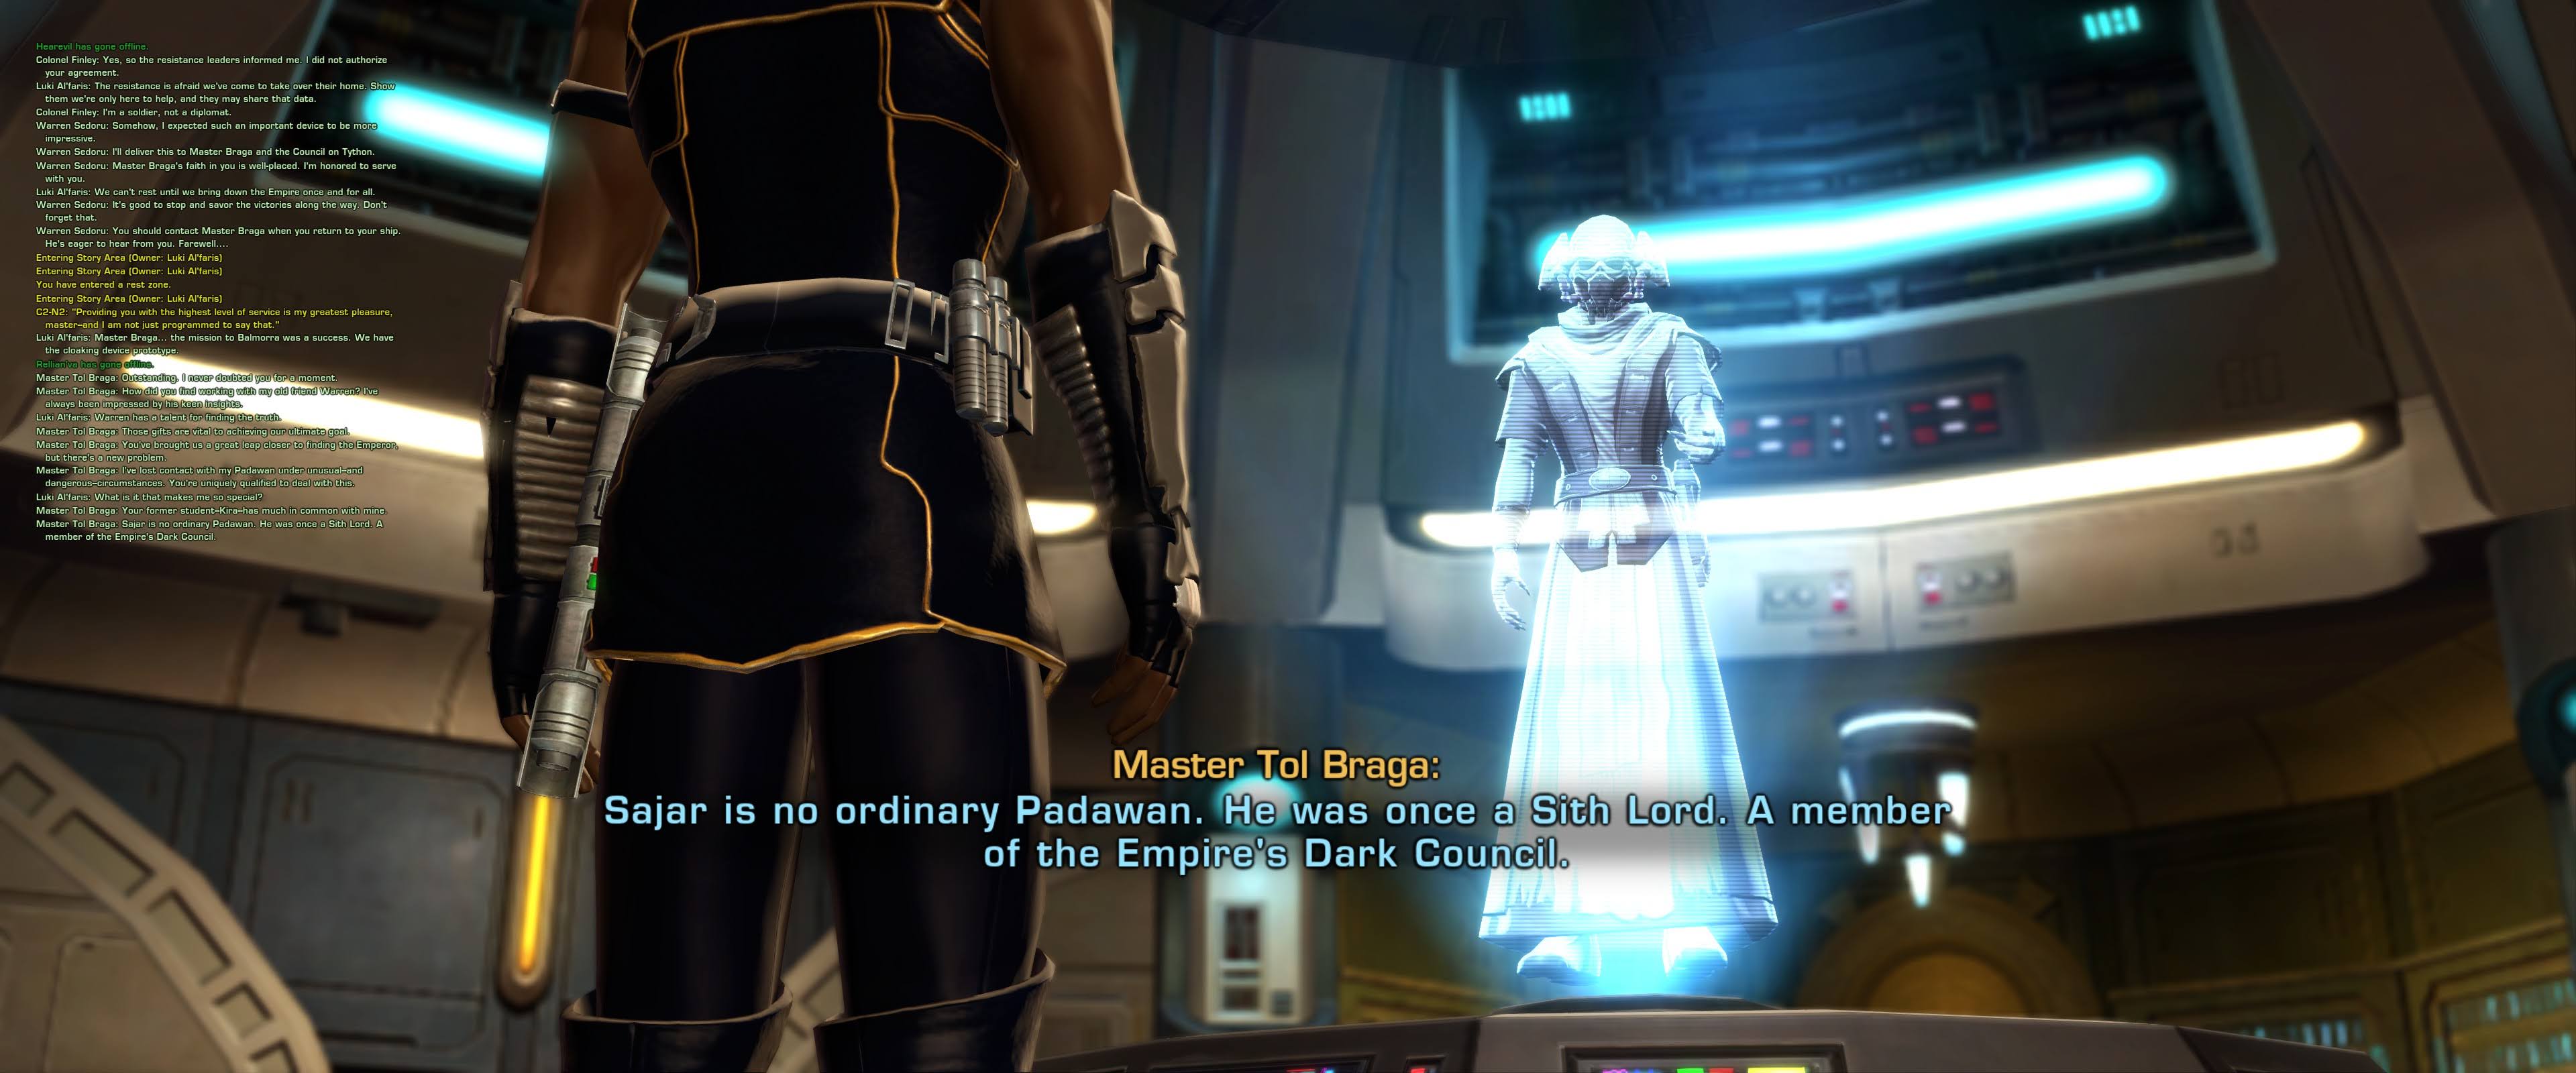 Hearevil has gone offline.
Colonel Finley: Yes, so the resistance leaders informed me. I did not authorize
your agreement.
Luki Al'faris: The resistance is afraid we've come to take over their home. Show
them we're only here to help, and they may share that data.
Colonel Finley: I'm a soldier, not a diplomat.
Warren Sedoru: Somehow, I expected such an important device to be more
impressive.
Warren Sedoru: I'll deliver this to Master Braga and the Council on Tython.
Warren Sedoru: Master Braga's faith in you is well-placed. I'm honored to serve
with you.
Luki Al'faris: We can't rest until we bring down the Empire once and for all.
Warren Sedoru: It's good to stop and savor the victories along the way. Don't
forget that.
Warren Sedoru: You should contact Master Braga when you return to your ship.
He's eager to hear from you. Farewell....
Entering Story Area (Owner: Luki Al'faris)
Entering Story Area (Owner: Luki Al'faris)
You have entered a rest zone.
Entering Story Area (Owner: Luki Al'faris)
C2-N2: "Providing you with the highest level of service is my greatest pleasure,
master–and I am not just programmed to say that."
Luki Al'faris: Master Braga... the mission to Balmorra was a success. We have
the cloaking device prototype.
Rellian'va has gone offline.
Master Tol Braga: Outstanding. I never doubted you for a moment.
Master Tol Braga: How did you find working with my old friend Warren? I've
always been impressed by his keen insights.
Luki Al'faris: Warren has a talent for finding the truth.
Master Tol Braga: Those gifts are vital to achieving our ultimate goal.
Master Tol Braga: You've brought us a great leap closer to finding the Emperor,
but there's a new problem.
Master Tol Braga: I've lost contact with my Padawan under unusual–and
dangerous–circumstances. You're uniquely qualified to deal with this.
Luki Al'faris: What is it that makes me so special?
Master Tol Braga: Your former student–Kira–has much in common with mine.
Master Tol Braga: Sajar is no ordinary Padawan. He was once a Sith Lord. A
member of the Empire's Dark Council.
Master Tol Braga:
Sajar is no ordinary Padawan. He was once a Sith Lord. A member
of the Empire's Dark Council.